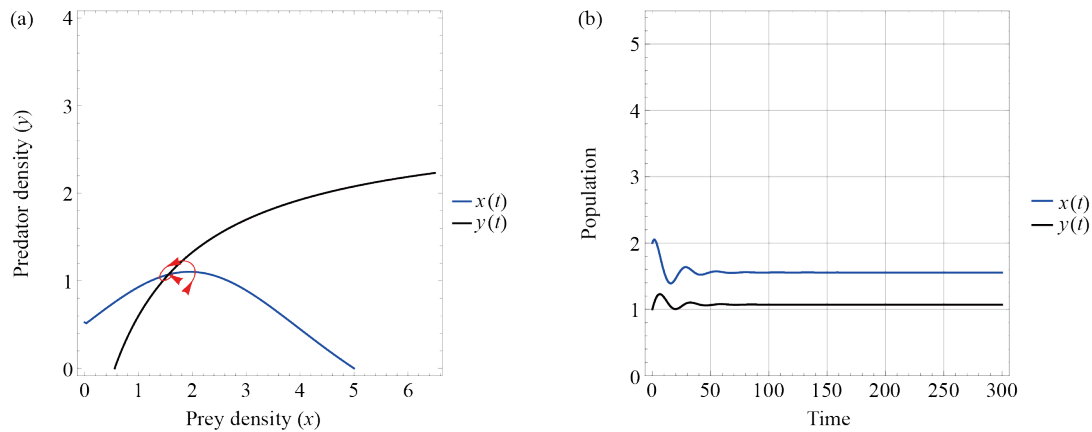 (a)
4
3
2
1
0
0 1 2 3 4 5 6
Predator density (y)
Prey density (x)
x(t)
y(t)
(b)
5
4
3
2
1
0
0 50 100 150 200 250 300
Population
Time
x(t)
y(t)